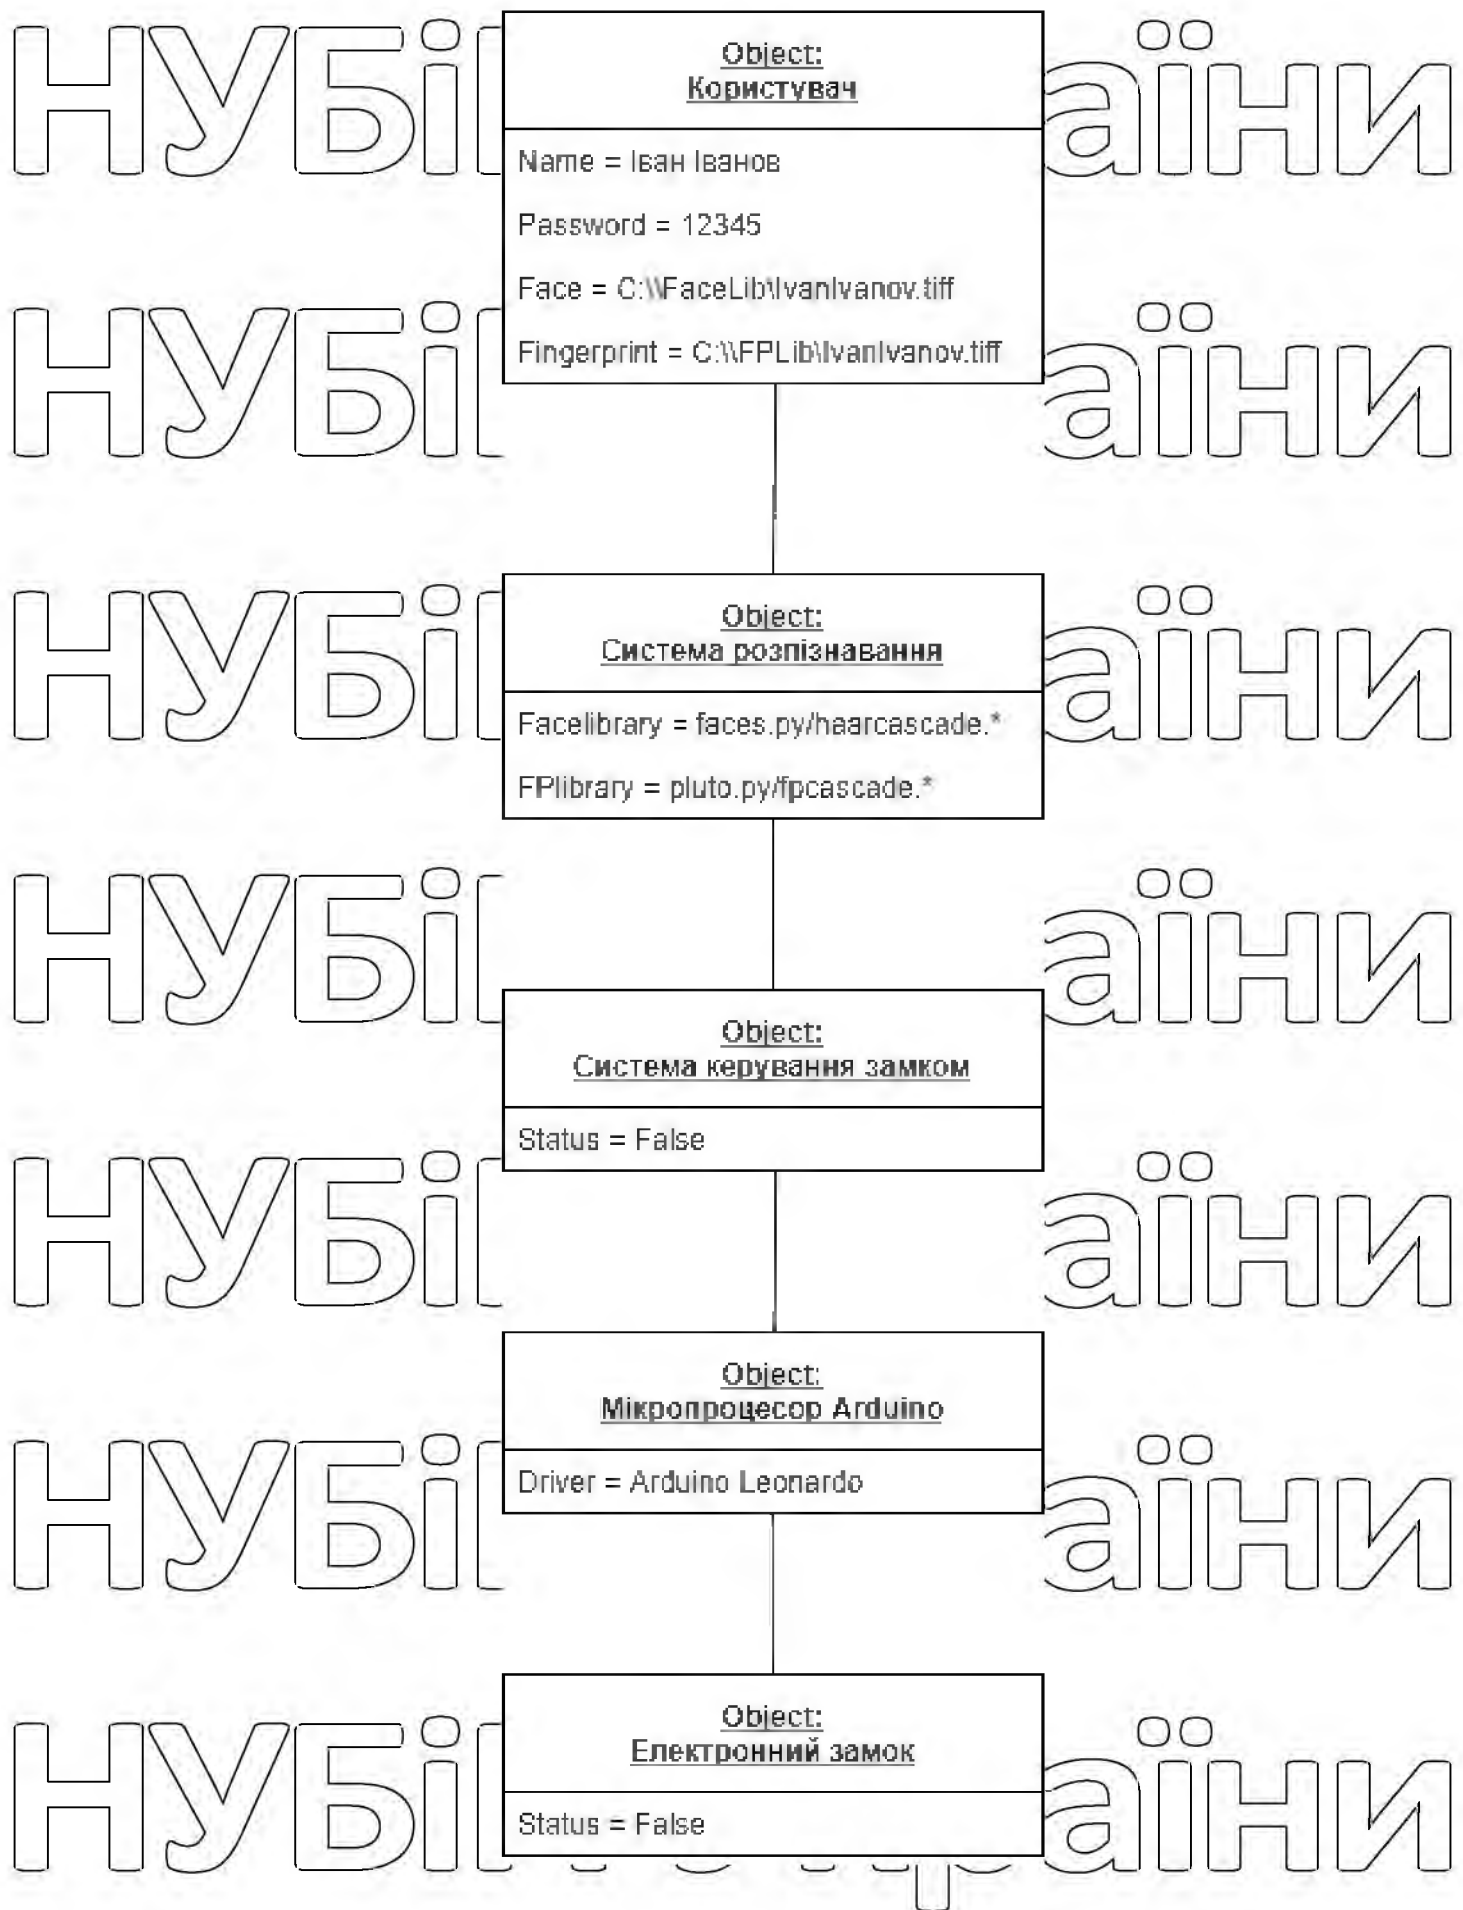 Object:
Користувач
Name = Іван Іванов
Password = 12345
Face = C:\\FaceLib\IvanIvanov.tiff
Fingerprint = C:\\FPLib\IvanIvanov.tiff
Object:
Система розпізнавання
Facelibrary = faces.py/haarcascade.*
FPlibrary = pluto.py/fpcascade.*
Object:
Система керування замком
Status = False
Object:
Мікропроцесор Arduino
Driver = Arduino Leonardo
Object:
Електронний замок
Status = False